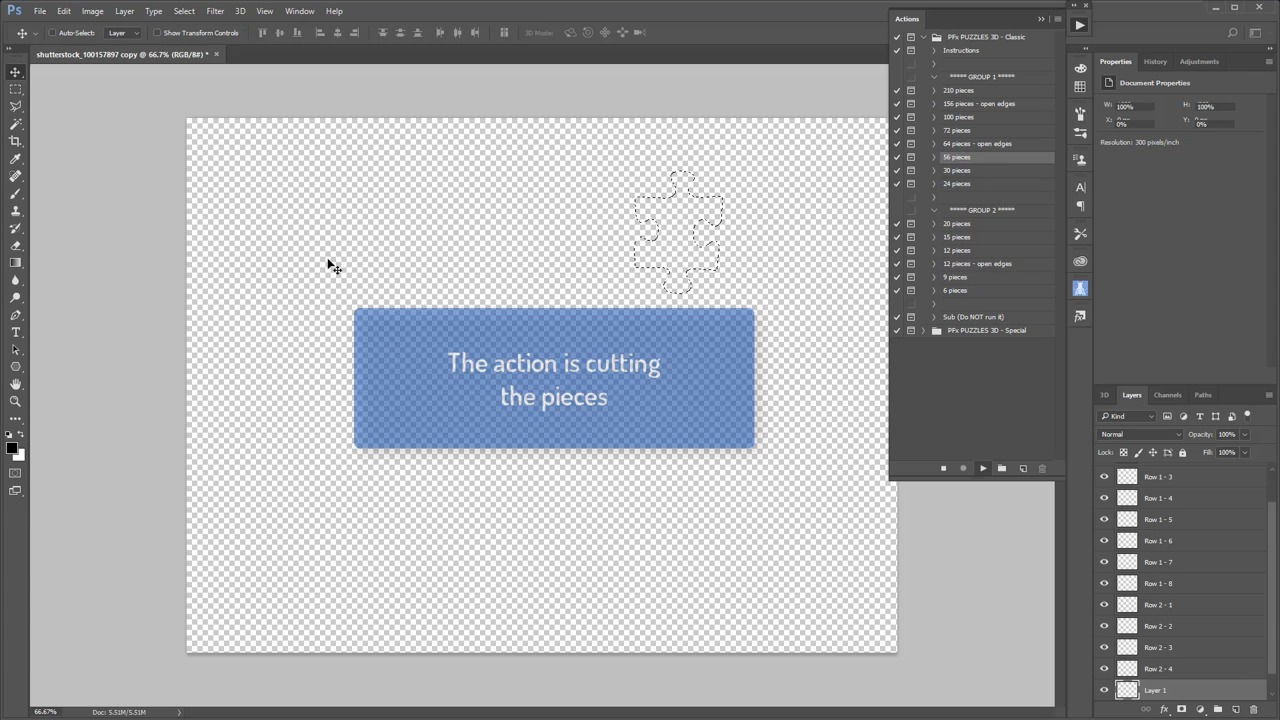 Ps File Edit Image Layer Type Select Filter 3D View Window Help
Auto-Select: Layer Show Transform Controls 3D Mode:
shutterstock_100157897 copy @ 66.7% (RGB/8#) * ×
Actions
PFx PUZZLES 3D - Classic
Instructions
***** GROUP 1 *****
210 pieces
156 pieces - open edges
100 pieces
72 pieces
64 pieces - open edges
56 pieces
30 pieces
24 pieces
***** GROUP 2 *****
20 pieces
15 pieces
12 pieces
12 pieces - open edges
9 pieces
6 pieces
Sub (Do NOT run it)
PFx PUZZLES 3D - Special
Properties History Adjustments
Document Properties
W: 100% H: 100%
X: 0% Y: 0%
Resolution: 300 pixels/inch
The action is cutting
the pieces
3D Layers Channels Paths
Kind
Normal Opacity: 100%
Lock: Fill: 100%
Row 1 - 3
Row 1 - 4
Row 1 - 5
Row 1 - 6
Row 1 - 7
Row 1 - 8
Row 2 - 1
Row 2 - 2
Row 2 - 3
Row 2 - 4
Layer 1
66.67% Doc: 5.51M/5.51M